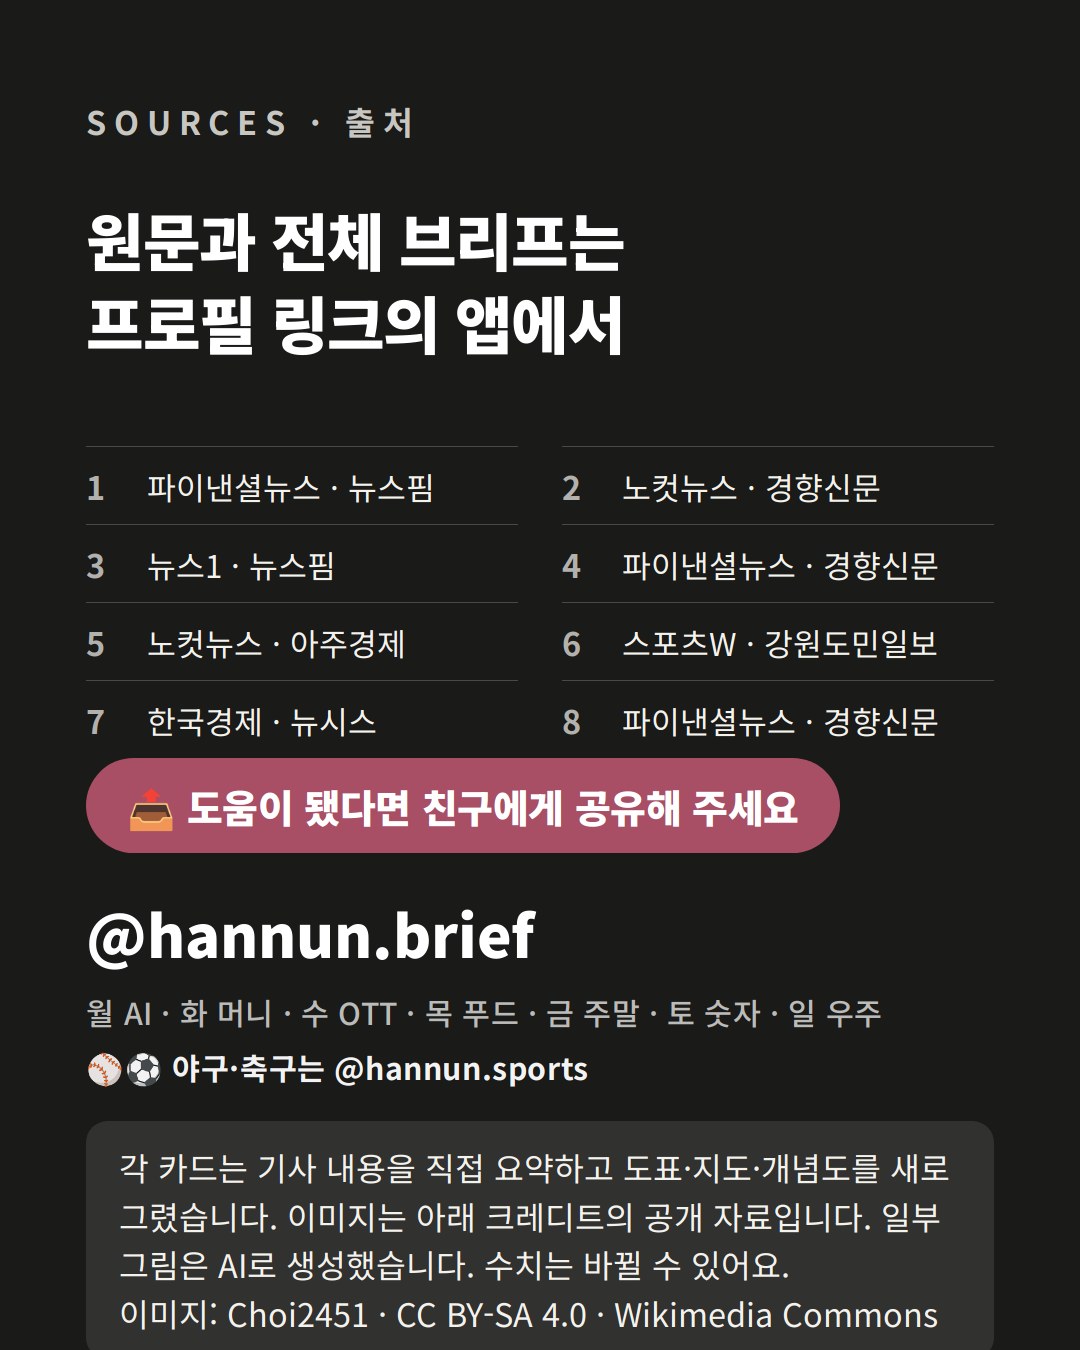 SOURCES · 출처
원문과 전체 브리프는
프로필 링크의 앱에서
1 파이낸셜뉴스 · 뉴스핌
2 노컷뉴스 · 경향신문
3 뉴스1 · 뉴스핌
4 파이낸셜뉴스 · 경향신문
5 노컷뉴스 · 아주경제
6 스포츠W · 강원도민일보
7 한국경제 · 뉴시스
8 파이낸셜뉴스 · 경향신문
📤 도움이 됐다면 친구에게 공유해 주세요
@hannun.brief
월 AI · 화 머니 · 수 OTT · 목 푸드 · 금 주말 · 토 숫자 · 일 우주
⚾⚽ 야구·축구는 @hannun.sports
각 카드는 기사 내용을 직접 요약하고 도표·지도·개념도를 새로
그렸습니다. 이미지는 아래 크레디트의 공개 자료입니다. 일부
그림은 AI로 생성했습니다. 수치는 바뀔 수 있어요.
이미지: Choi2451 · CC BY-SA 4.0 · Wikimedia Commons